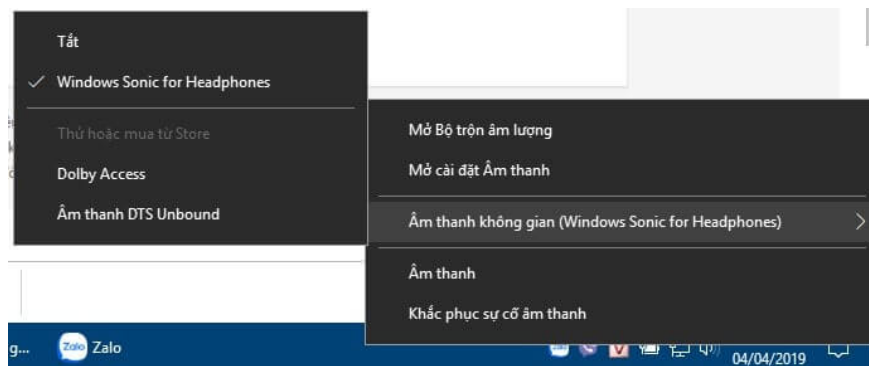 Tắt
Windows Sonic for Headphones
Thử hoặc mua từ Store
Dolby Access
Âm thanh DTS Unbound
Mở Bộ trộn âm lượng
Mở cài đặt Âm thanh
Âm thanh không gian (Windows Sonic for Headphones)
Âm thanh
Khắc phục sự cố âm thanh
g...
Zalo Zalo
04/04/2019